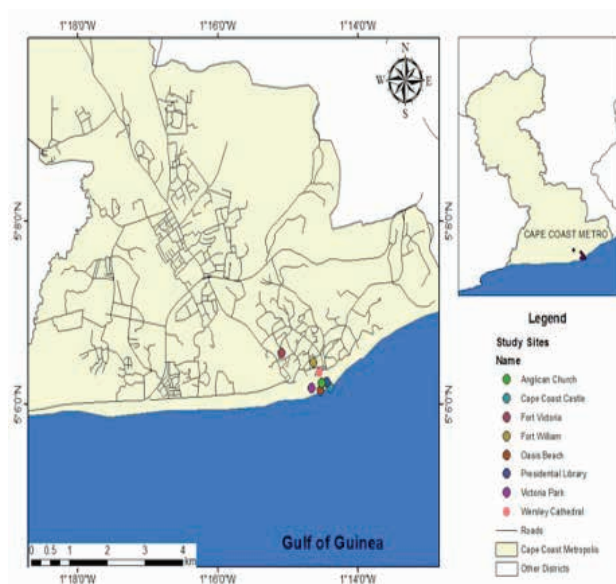 1°18'0"W
1°16'0"W
1°14'0"W
N
W E
S
5°8'0"N
5°8'0"N
CAPE COAST METRO
5°6'0"N
5°6'0"N
Legend
Study Sites
Name
Anglican Church
Cape Coast Castle
Fort Victoria
Fort William
Oasis Beach
Presidential Library
Victoria Park
Wersley Cathedral
Roads
Cape Coast Metropolis
Other Districts
Gulf of Guinea
0 0.5 1 2 3 4
km
1°18'0"W
1°16'0"W
1°14'0"W